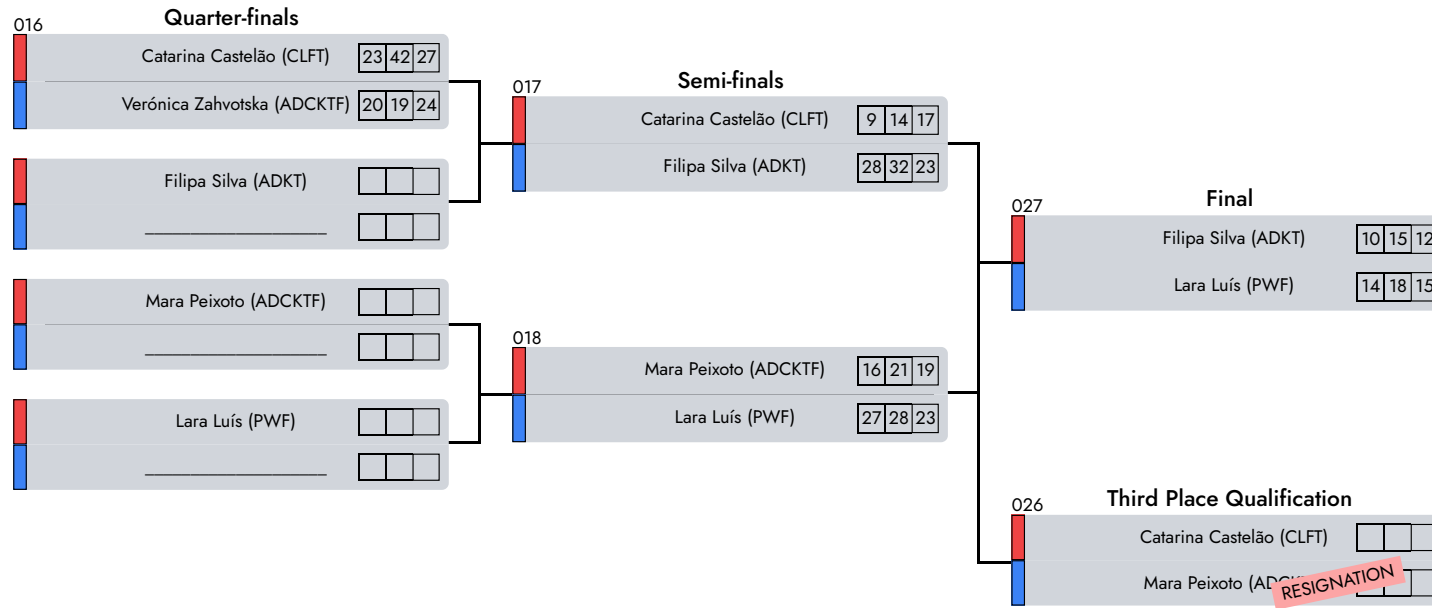 Quarter-finals
016
Catarina Castelão (CLFT) 23 42 27
Verónica Zahvotska (ADCKTF) 20 19 24
Filipa Silva (ADKT)
____________________
Mara Peixoto (ADCKTF)
____________________
Lara Luís (PWF)
____________________
Semi-finals
017
Catarina Castelão (CLFT) 9 14 17
Filipa Silva (ADKT) 28 32 23
018
Mara Peixoto (ADCKTF) 16 21 19
Lara Luís (PWF) 27 28 23
Final
027
Filipa Silva (ADKT) 10 15 12
Lara Luís (PWF) 14 18 15
Third Place Qualification
026
Catarina Castelão (CLFT)
Mara Peixoto
RESIGNATION